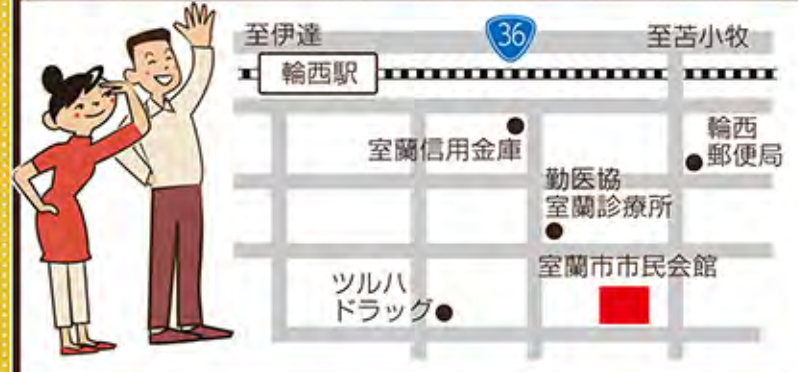 至伊達
36
至苫小牧
輪西駅
室蘭信用金庫
輪西
郵便局
勤医協
室蘭診療所
室蘭市市民会館
ツルハ
ドラッグ